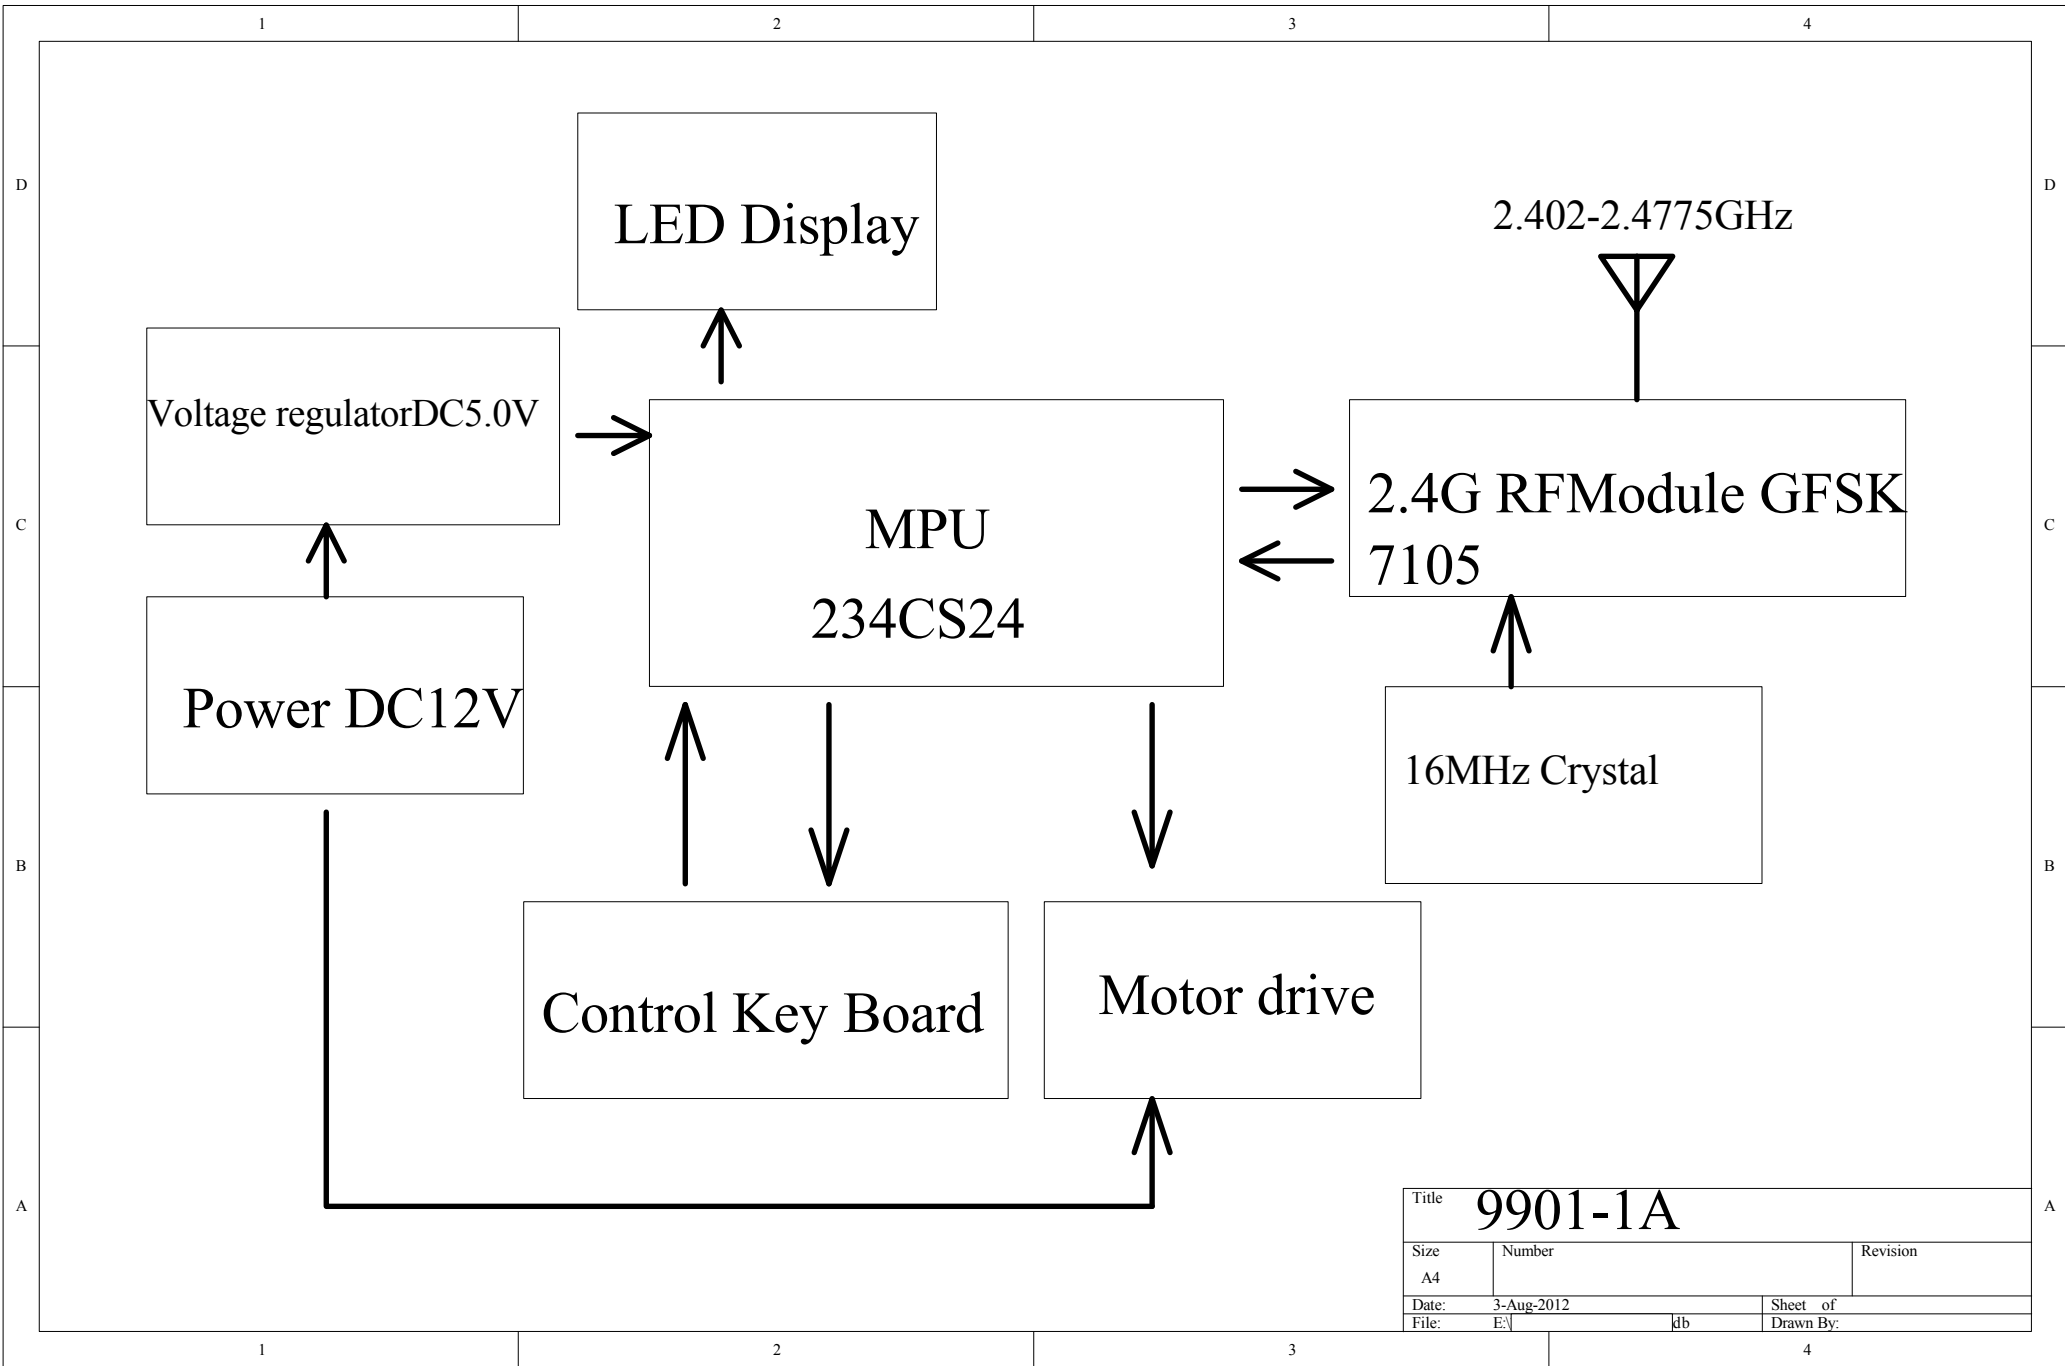 1 2 3 4
D D
LED Display
2.402-2.4775GHz
Voltage regulatorDC5.0V
C C
MPU
234CS24
2.4G RFModule GFSK
7105
Power DC12V
16MHz Crystal
B B
Control Key Board
Motor drive
A A
Title 9901-1A
Size Number Revision
A4
Date: 3-Aug-2012 Sheet of
File: E:\ db Drawn By:
1 2 3 4